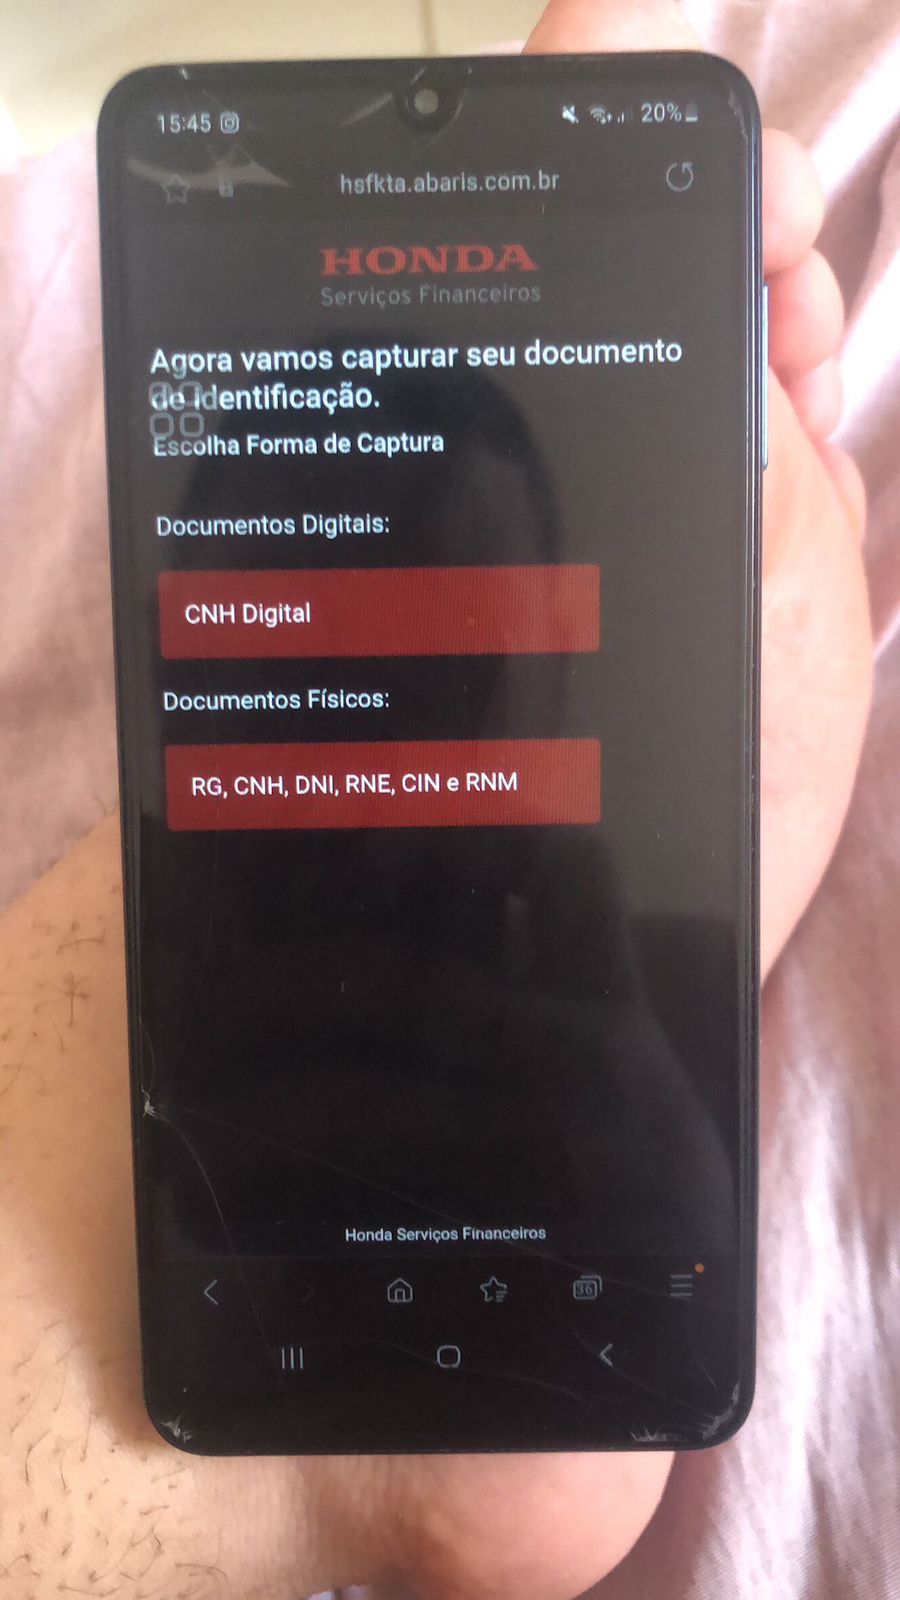 15:45
20%
hsfkta.abaris.com.br
HONDA
Serviços Financeiros
Agora vamos capturar seu documento
de identificação.
Escolha Forma de Captura
Documentos Digitais:
CNH Digital
Documentos Físicos:
RG, CNH, DNI, RNE, CIN e RNM
Honda Serviços Financeiros
36